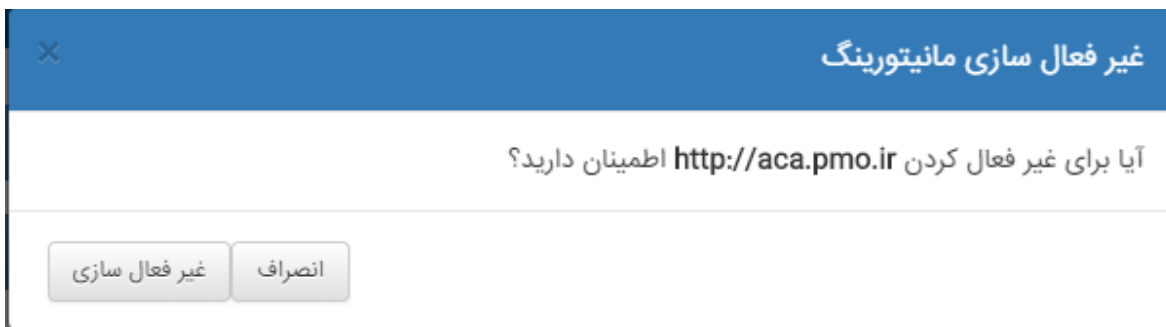 غیر فعال سازی مانیتورینگ ×
آیا برای غیر فعال کردن http://aca.pmo.ir اطمینان دارید؟
انصراف غیر فعال سازی